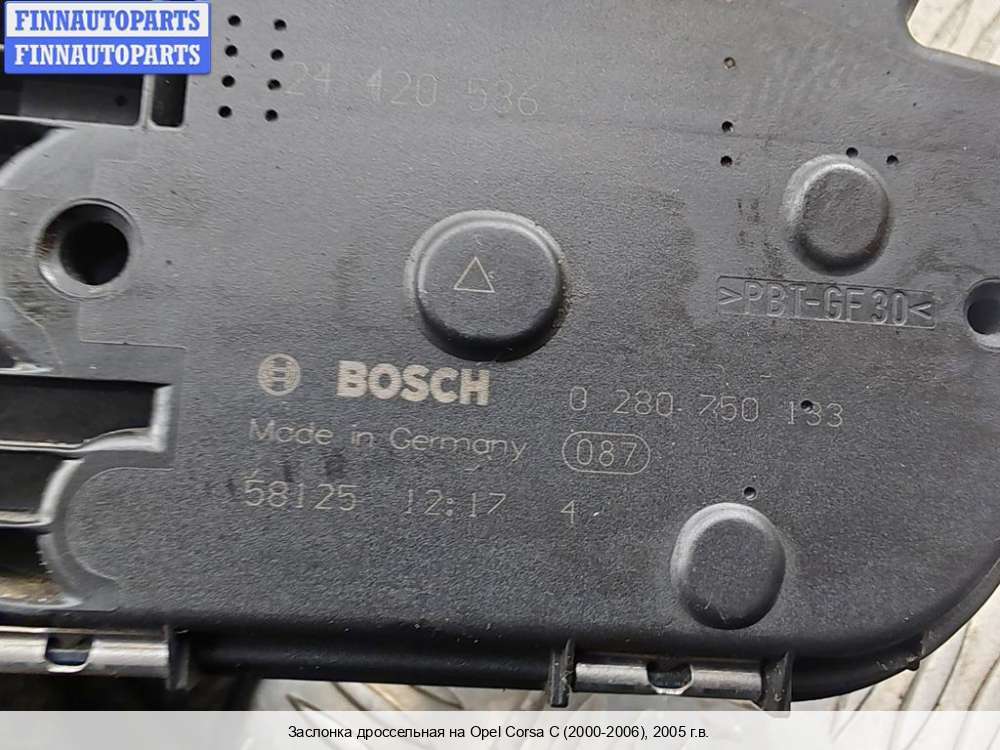 FINNAUTOPARTS
FINNAUTOPARTS
24 420 536
>PBT-GF30<
BOSCH
0 280 750 133
Made in Germany
087
58125 12:17 4
Заслонка дроссельная на Opel Corsa C (2000-2006), 2005 г.в.